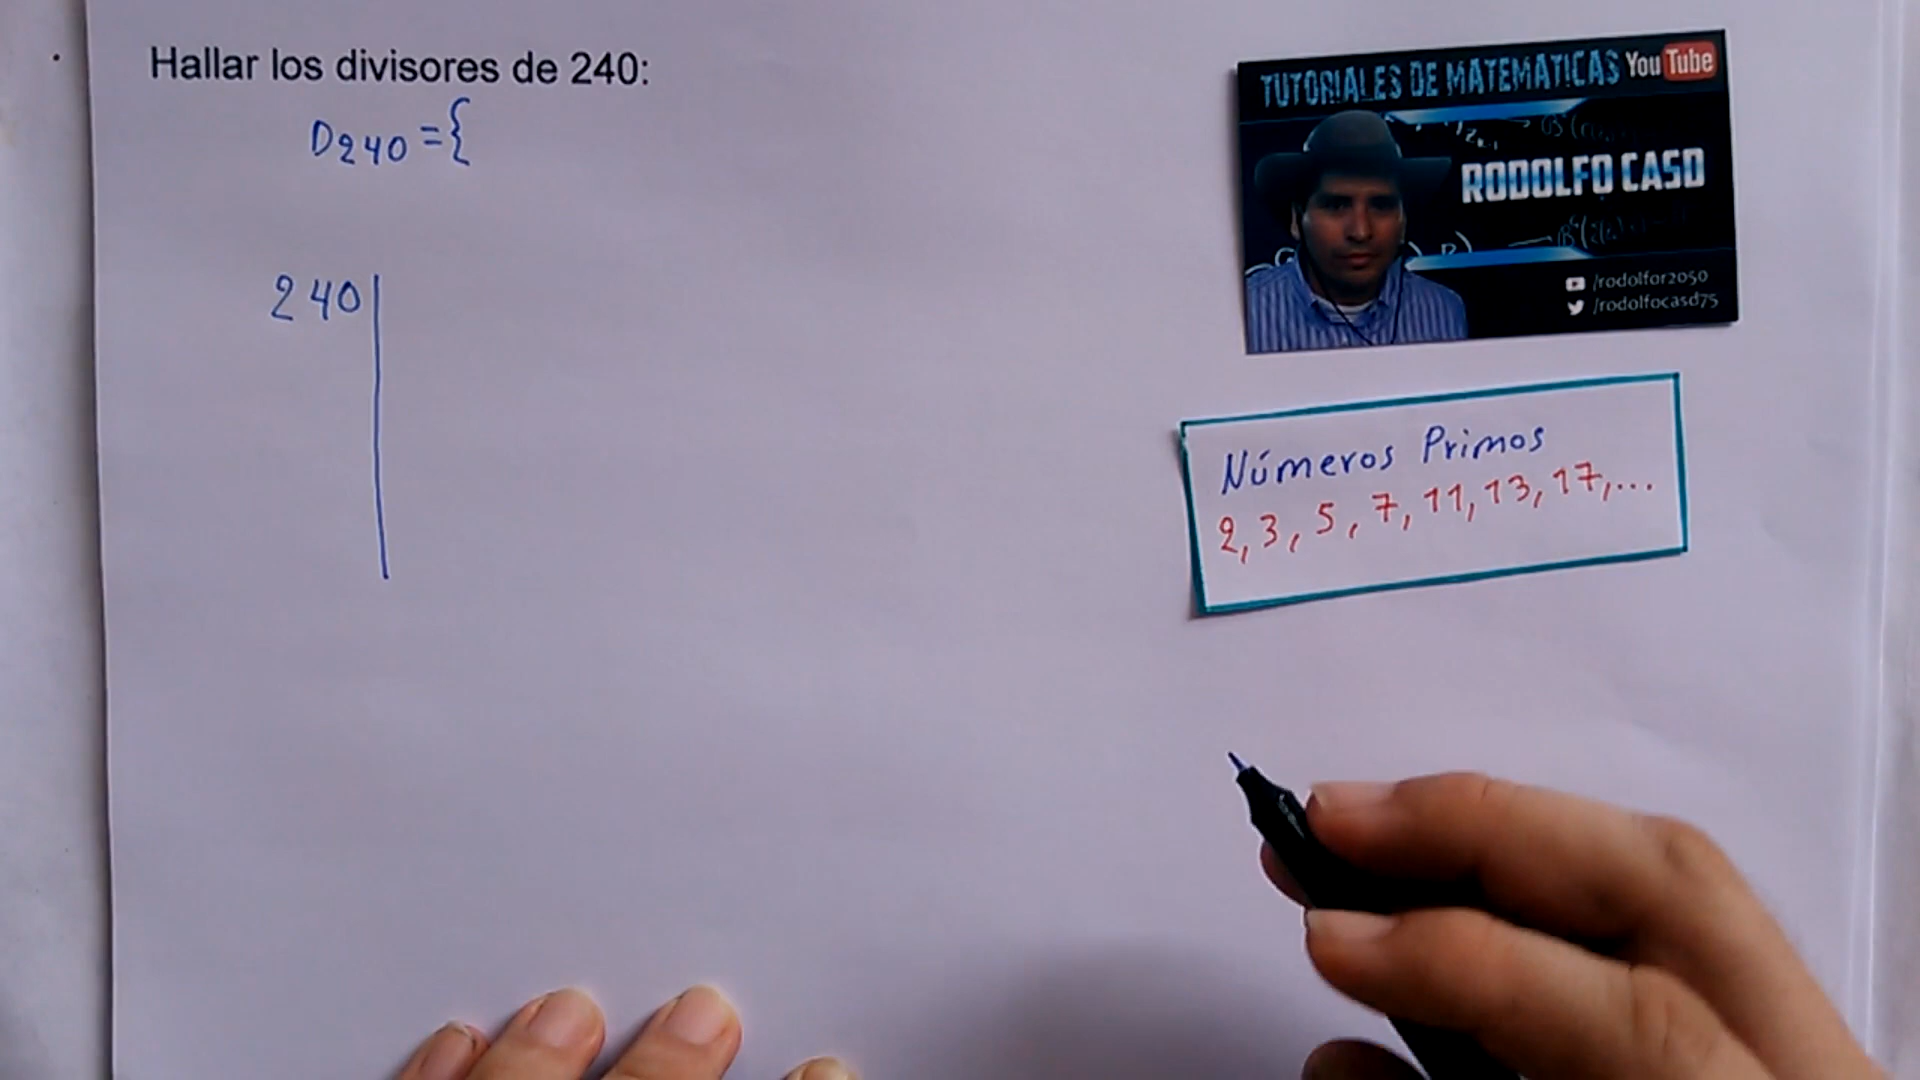 Hallar los divisores de 240:
D240 = {
240
TUTORIALES DE MATEMATICAS YouTube
RODOLFO CASD
/rodolfor2050
/rodolfocasd75
Números Primos
2, 3, 5, 7, 11, 13, 17, ...